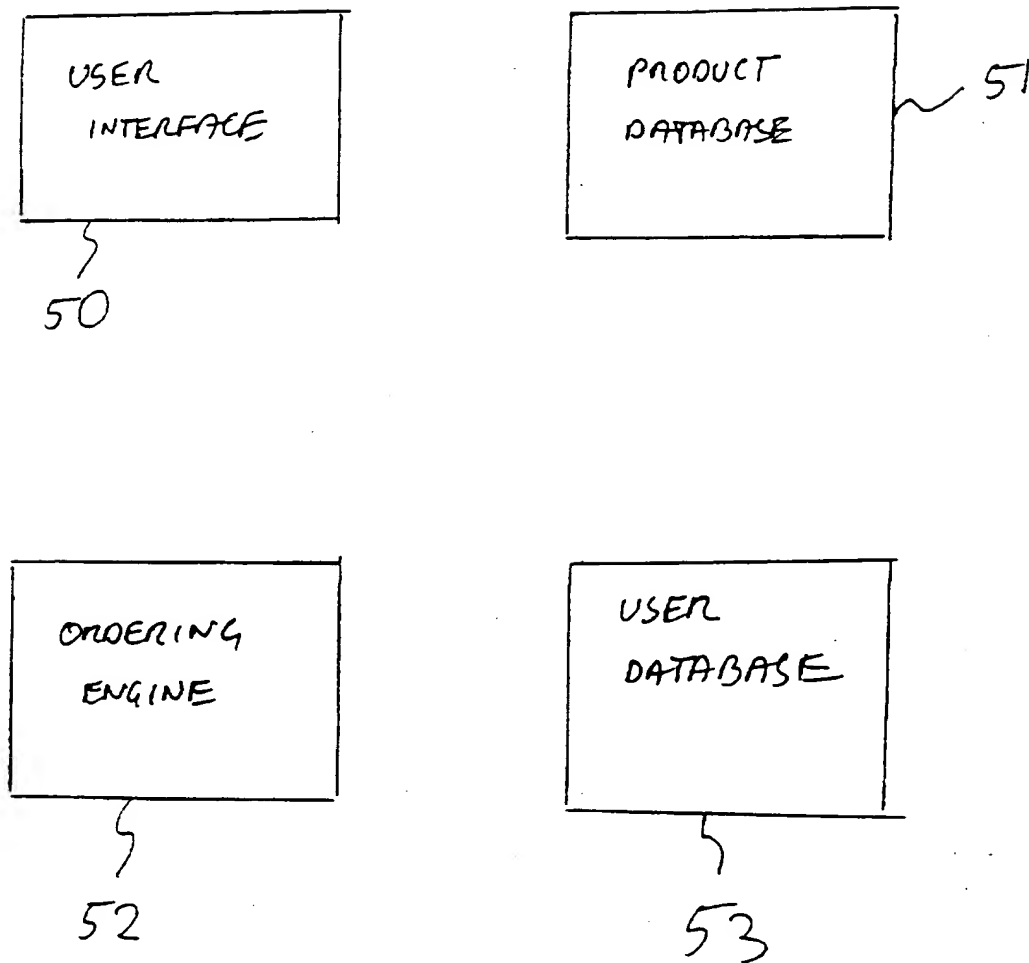 USER
INTERFACE
50
PRODUCT
DATABASE
51
ORDERING
ENGINE
52
USER
DATABASE
53